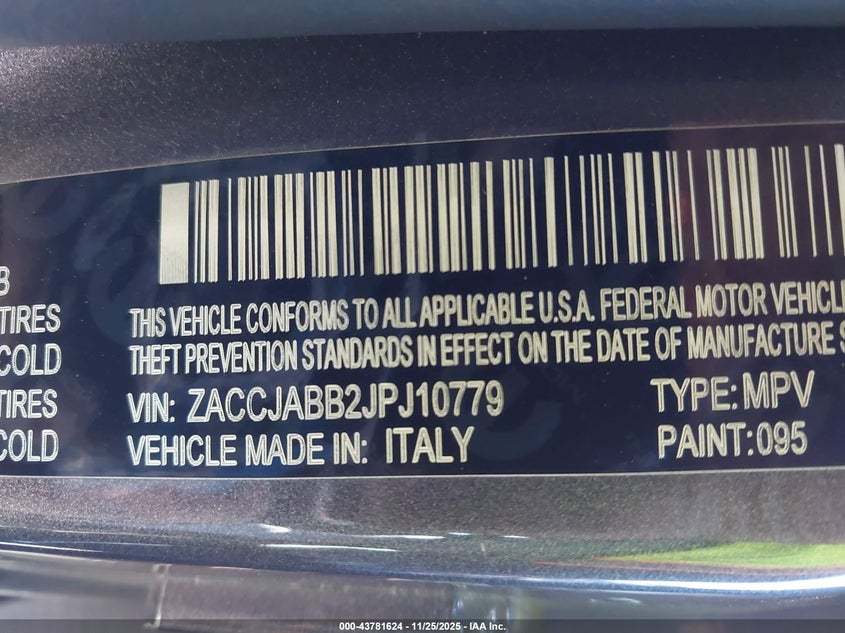 B
THIS VEHICLE CONFORMS TO ALL APPLICABLE U.S.A. FEDERAL MOTOR VEHICLE
THEFT PREVENTION STANDARDS IN EFFECT ON THE DATE OF MANUFACTURE S
TIRES
COLD
VIN: ZACCJABB2JPJ10779 TYPE: MPV
TIRES
VEHICLE MADE IN: ITALY PAINT: 095
COLD
000-43781624 - 11/25/2025 - IAA Inc.